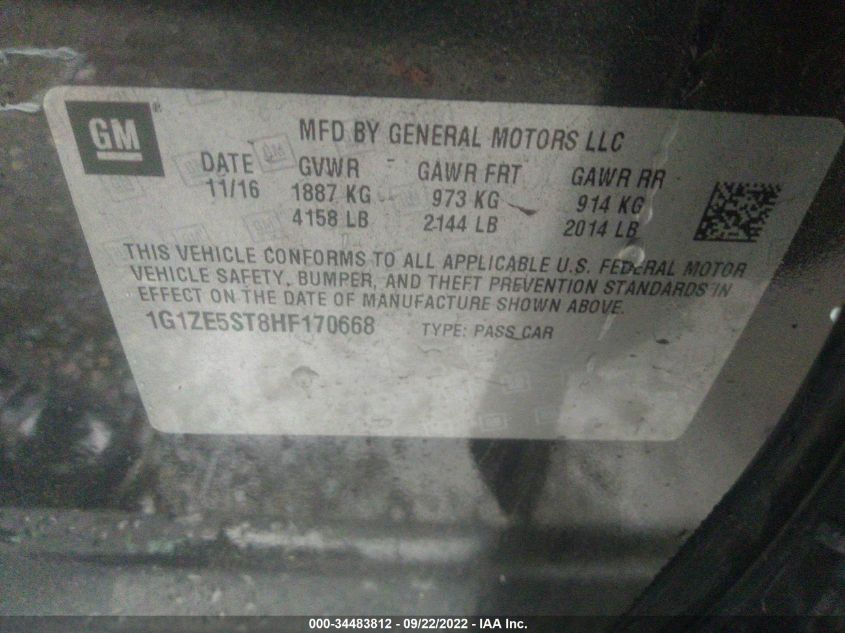 GM
MFD BY GENERAL MOTORS LLC
DATE GVWR GAWR FRT GAWR RR
11/16 1887 KG 973 KG 914 KG
4158 LB 2144 LB 2014 LB
THIS VEHICLE CONFORMS TO ALL APPLICABLE U.S. FEDERAL MOTOR
VEHICLE SAFETY, BUMPER, AND THEFT PREVENTION STANDARDS IN
EFFECT ON THE DATE OF MANUFACTURE SHOWN ABOVE.
1G1ZE5ST8HF170668 TYPE: PASS CAR
000-34483812 - 09/22/2022 - IAA Inc.